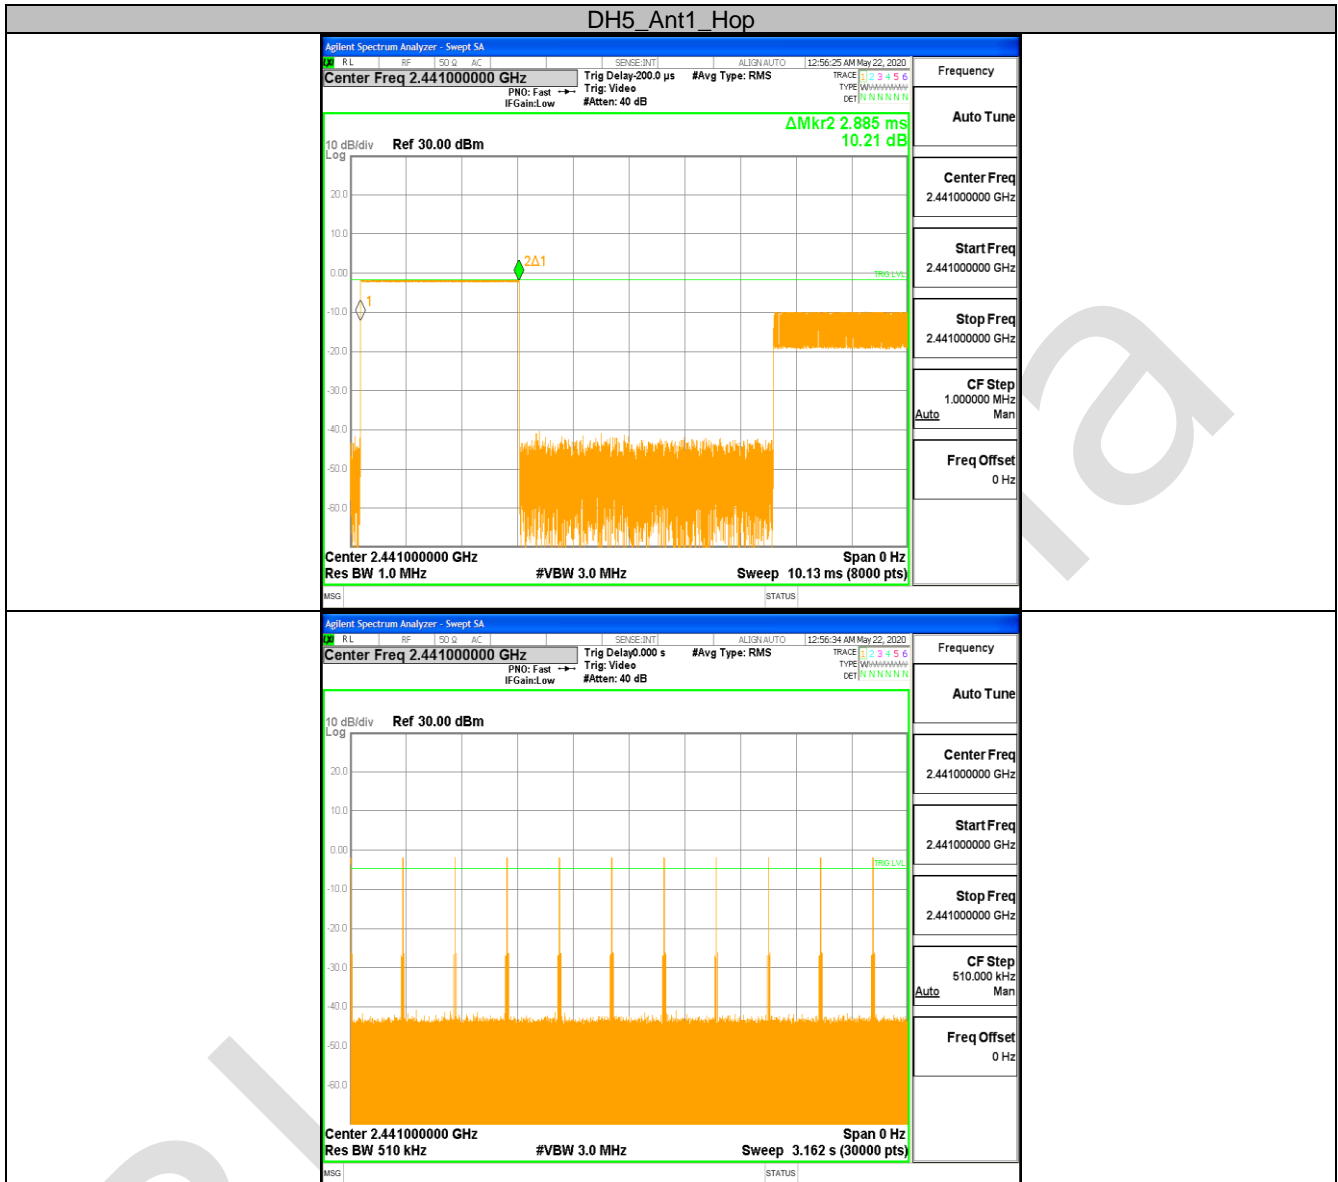 DH5_Ant1_Hop
Agilent Spectrum Analyzer - Swept SA
RL RF 50 Ω AC SENSE:INT ALIGNAUTO 12:56:25 AM May 22, 2020
Center Freq 2.441000000 GHz
Trig Delay-200.0 µs #Avg Type: RMS
TRACE 1 2 3 4 5 6
PNO: Fast Trig: Video
TYPE
IFGain:Low #Atten: 40 dB
DET N N N N N N
Frequency
Auto Tune
ΔMkr2 2.885 ms
10.21 dB
10 dB/div Ref 30.00 dBm
Log
20.0
10.0
0.00
-10.0
-20.0
-30.0
-40.0
-50.0
-60.0
1
2Δ1
TRIG LVL
Center Freq
2.441000000 GHz
Start Freq
2.441000000 GHz
Stop Freq
2.441000000 GHz
CF Step
1.000000 MHz
Auto Man
Freq Offset
0 Hz
Center 2.441000000 GHz Span 0 Hz
Res BW 1.0 MHz #VBW 3.0 MHz Sweep 10.13 ms (8000 pts)
MSG STATUS
Agilent Spectrum Analyzer - Swept SA
RL RF 50 Ω AC SENSE:INT ALIGNAUTO 12:56:34 AM May 22, 2020
Center Freq 2.441000000 GHz
Trig Delay0.000 s #Avg Type: RMS
TRACE 1 2 3 4 5 6
PNO: Fast Trig: Video
TYPE
IFGain:Low #Atten: 40 dB
DET N N N N N N
Frequency
Auto Tune
10 dB/div Ref 30.00 dBm
Log
20.0
10.0
0.00
-10.0
-20.0
-30.0
-40.0
-50.0
-60.0
TRIG LVL
Center Freq
2.441000000 GHz
Start Freq
2.441000000 GHz
Stop Freq
2.441000000 GHz
CF Step
510.000 kHz
Auto Man
Freq Offset
0 Hz
Center 2.441000000 GHz Span 0 Hz
Res BW 510 kHz #VBW 3.0 MHz Sweep 3.162 s (30000 pts)
MSG STATUS